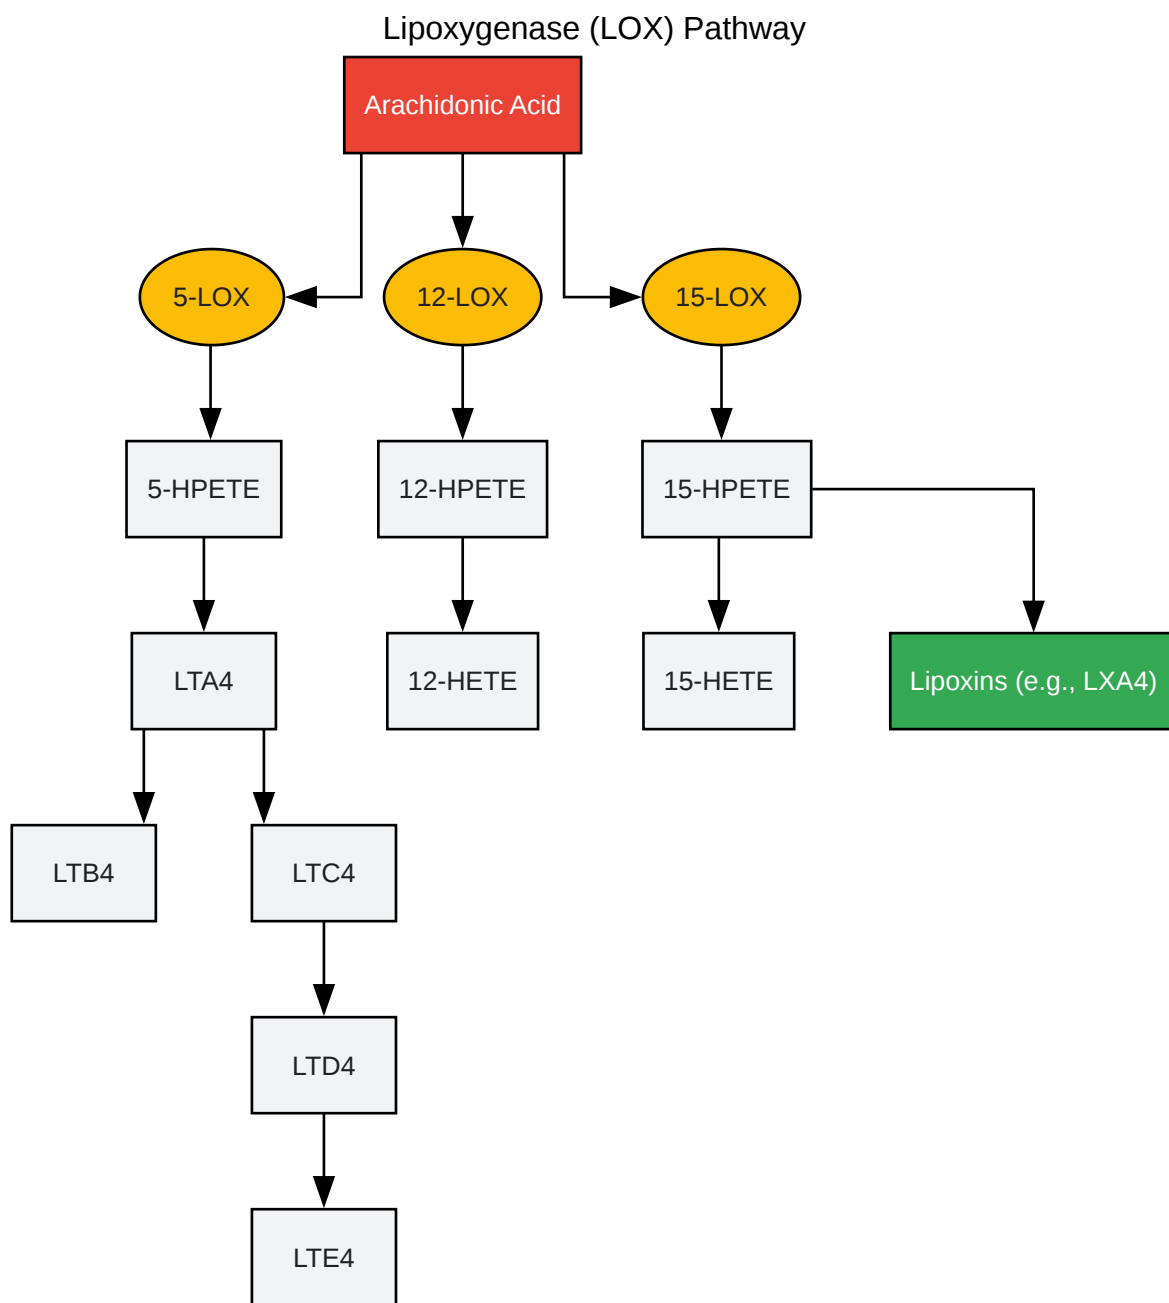 Lipoxygenase (LOX) Pathway
Arachidonic Acid
5-LOX
12-LOX
15-LOX
5-HPETE
12-HPETE
15-HPETE
LTA4
12-HETE
15-HETE
Lipoxins (e.g., LXA4)
LTB4
LTC4
LTD4
LTE4